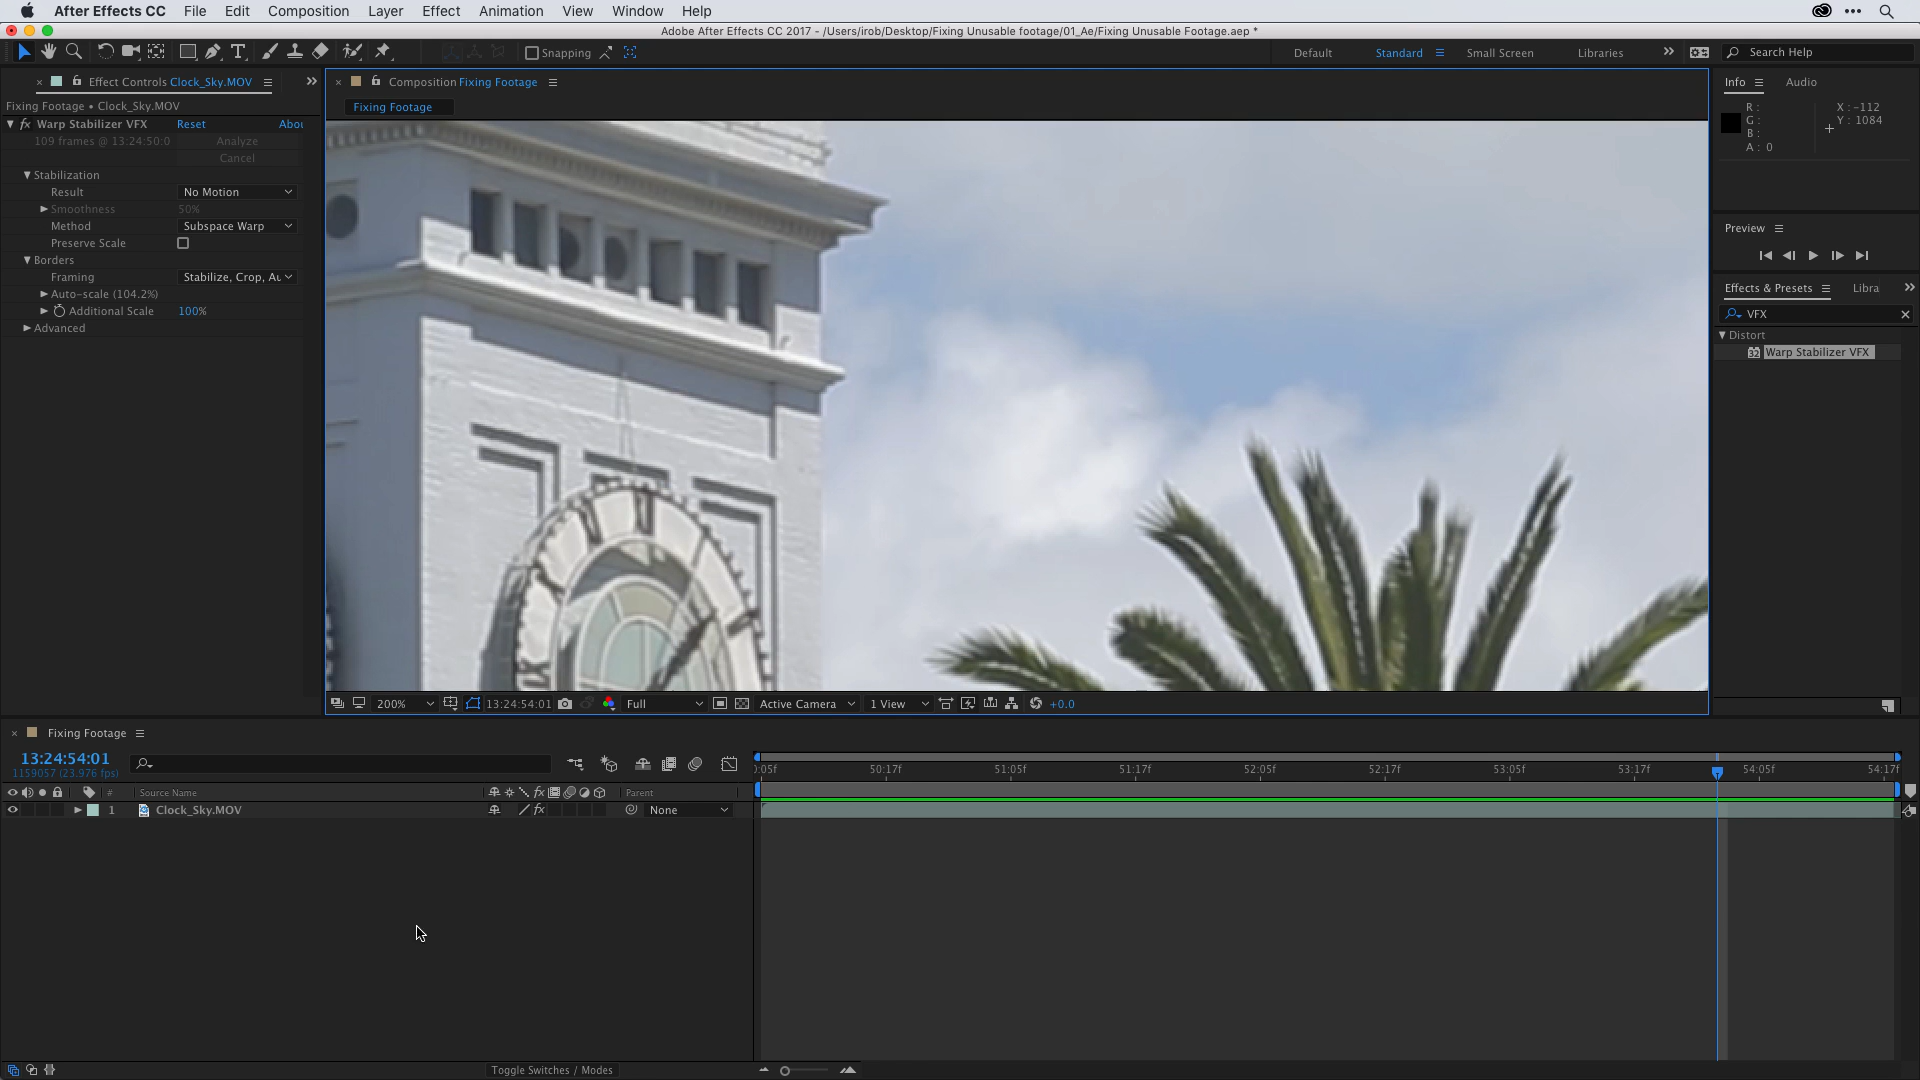 After Effects CC File Edit Composition Layer Effect Animation View Window Help
Adobe After Effects CC 2017 - /Users/irob/Desktop/Fixing Unusable footage/01_Ae/Fixing Unusable Footage.aep *
Snapping
Default Standard Small Screen Libraries Search Help
Effect Controls Clock_Sky.MOV
Fixing Footage • Clock_Sky.MOV
fx Warp Stabilizer VFX Reset Abou
109 frames @ 13:24:50:0 Analyze
Cancel
Stabilization
Result No Motion
Smoothness 50%
Method Subspace Warp
Preserve Scale
Borders
Framing Stabilize, Crop, Au
Auto-scale (104.2%)
Additional Scale 100%
Advanced
Composition Fixing Footage
Fixing Footage
200% 13:24:54:01 Full Active Camera 1 View +0.0
Info Audio
R :
G :
B :
A : 0
X : -112
Y : 1084
Preview
Effects & Presets Libra
VFX
Distort
32 Warp Stabilizer VFX
Fixing Footage
13:24:54:01
1159057 (23.976 fps)
# Source Name fx Parent
1 Clock_Sky.MOV fx None
):05f 50:17f 51:05f 51:17f 52:05f 52:17f 53:05f 53:17f 54:05f 54:17f
Toggle Switches / Modes